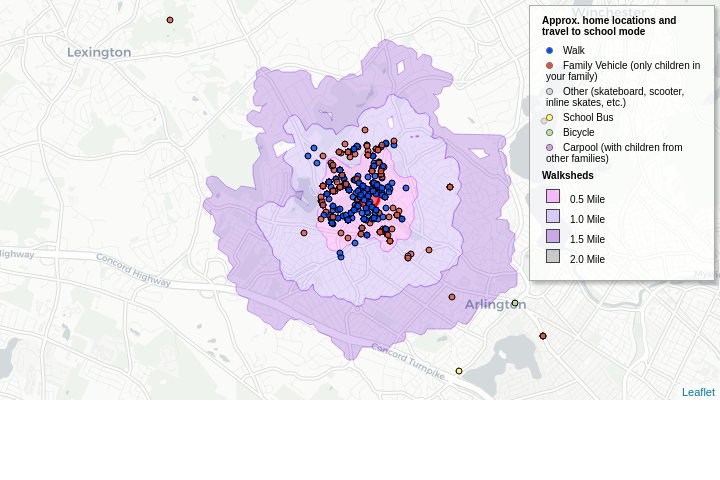 Winchester
Lexington
Approx. home locations and
travel to school mode
Walk
Family Vehicle (only children in
your family)
Other (skateboard, scooter,
inline skates, etc.)
School Bus
Bicycle
Carpool (with children from
other families)
Walksheds
0.5 Mile
1.0 Mile
1.5 Mile
2.0 Mile
Highway
Concord Highway
Arlington
Concord Turnpike
Leaflet